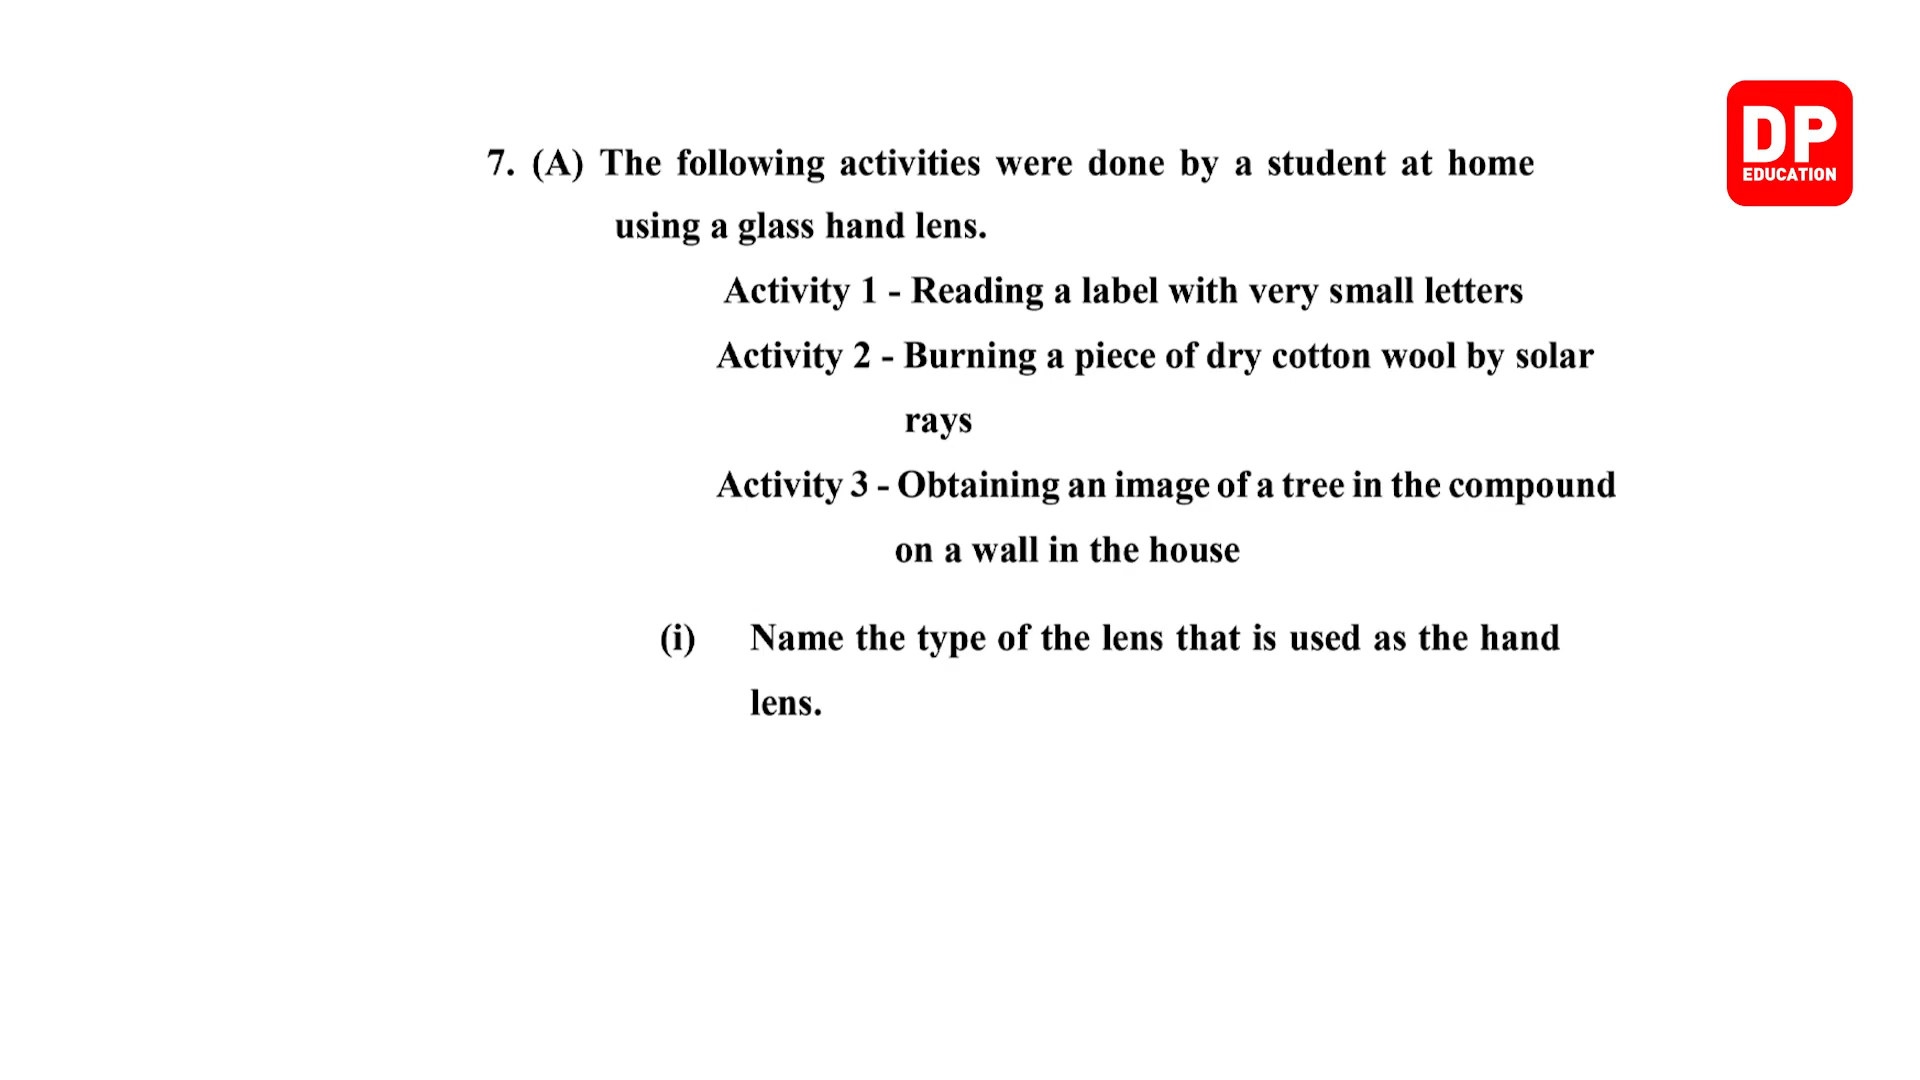 DP
EDUCATION
7. (A) The following activities were done by a student at home
using a glass hand lens.
Activity 1 - Reading a label with very small letters
Activity 2 - Burning a piece of dry cotton wool by solar
rays
Activity 3 - Obtaining an image of a tree in the compound
on a wall in the house
(i) Name the type of the lens that is used as the hand
lens.